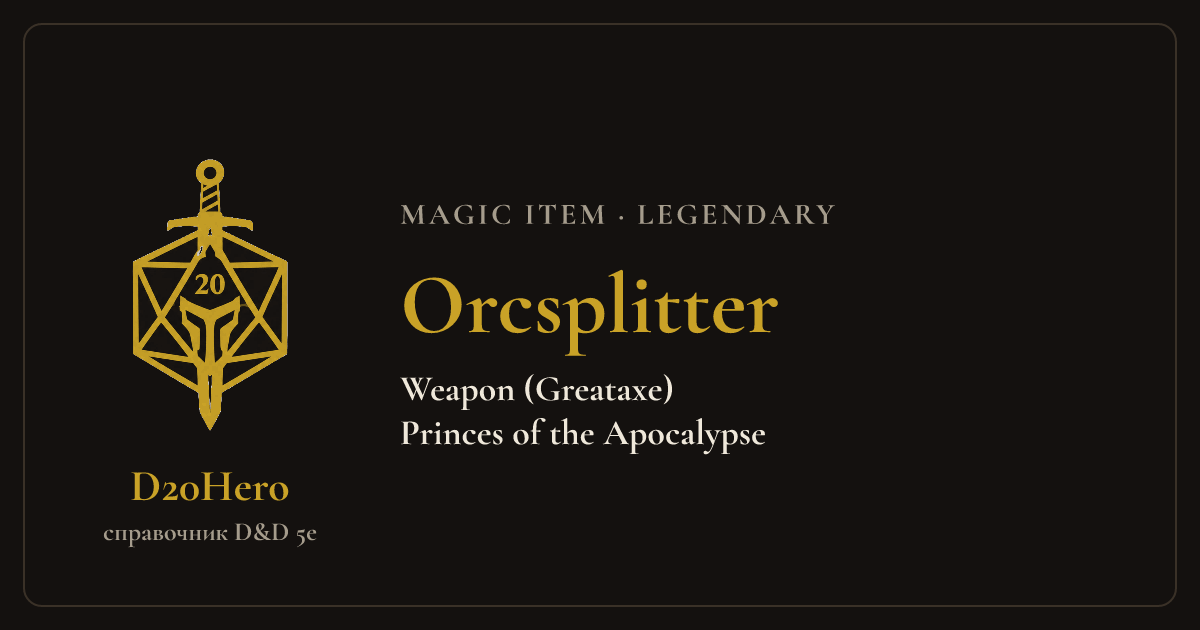 MAGIC ITEM · LEGENDARY
Orcsplitter
Weapon (Greataxe)
Princes of the Apocalypse
20
D20Hero
справочник D&D 5e